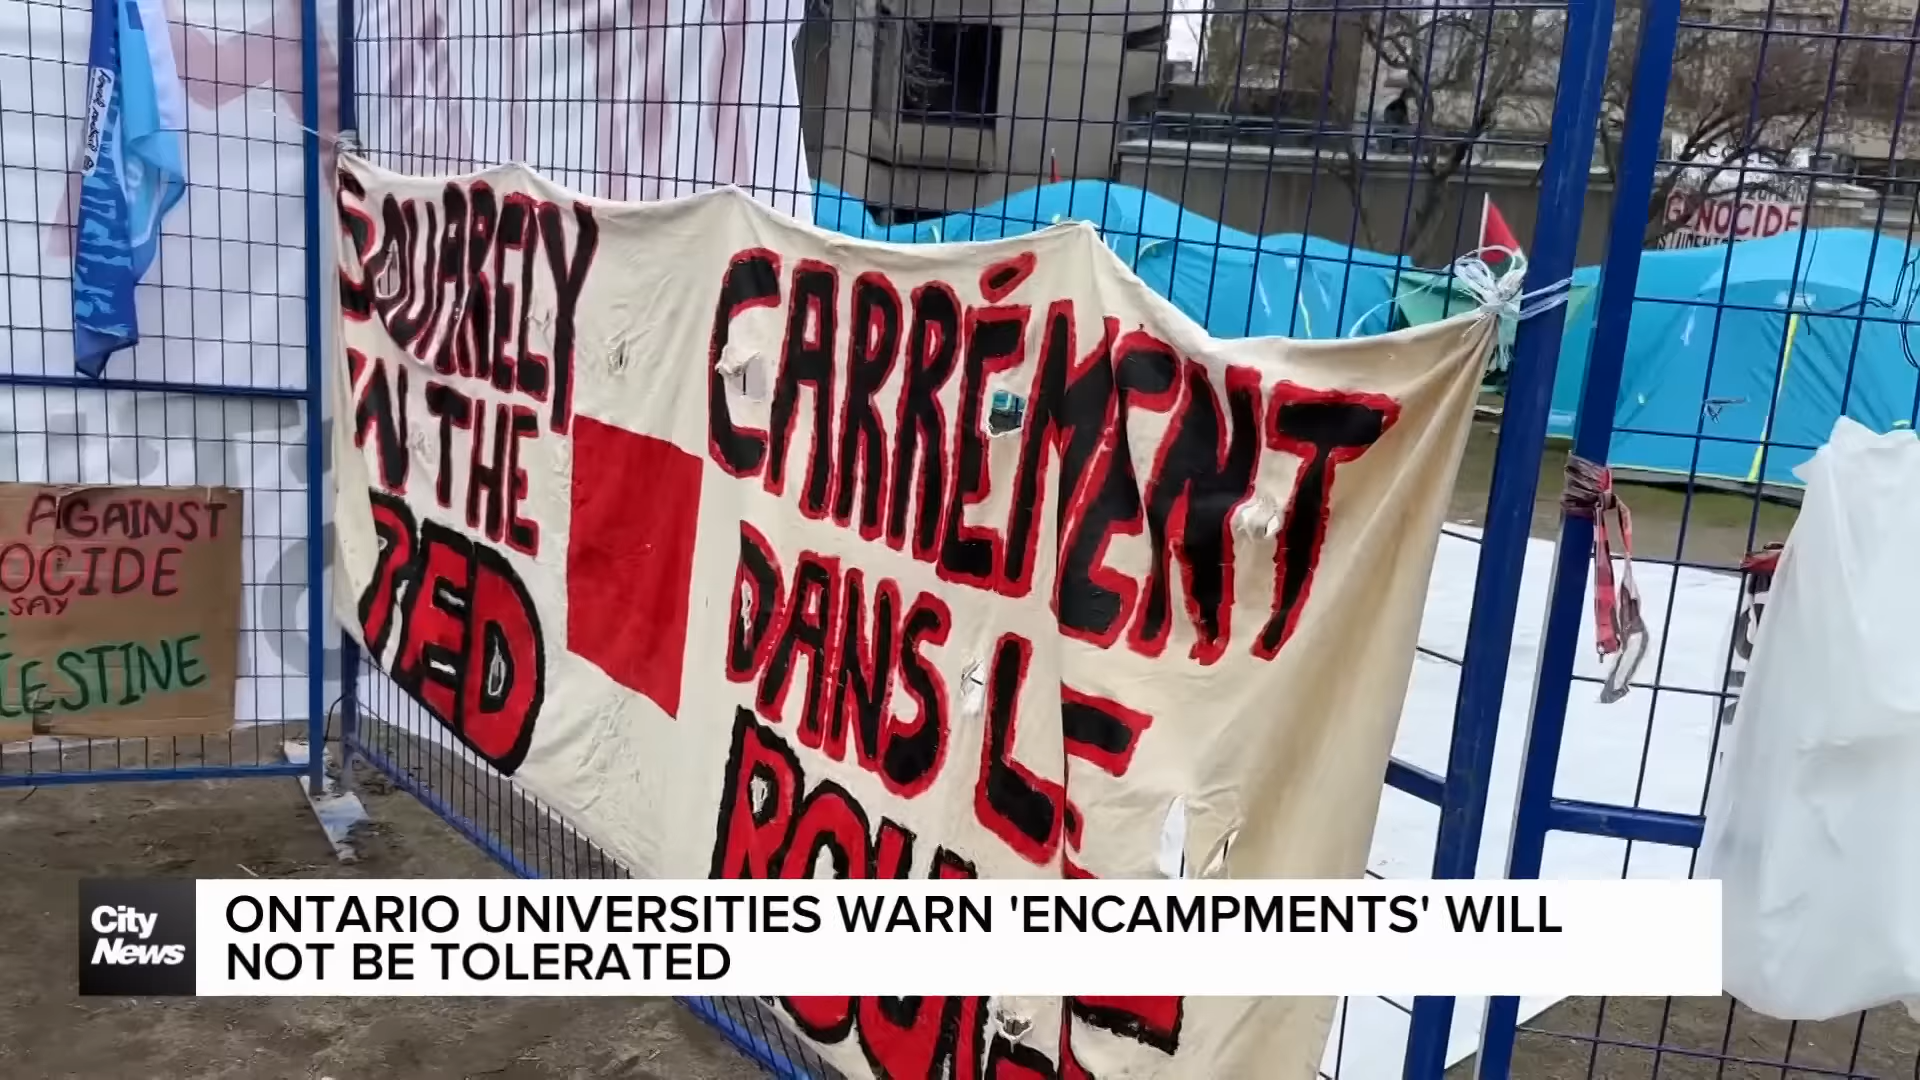 SQUARELY
IN THE
RED
CARRÉMENT
DANS LE
ROUGE
AGAINST
OCIDE
SAY
LESTINE
GENOCIDE
City
News
ONTARIO UNIVERSITIES WARN 'ENCAMPMENTS' WILL
NOT BE TOLERATED